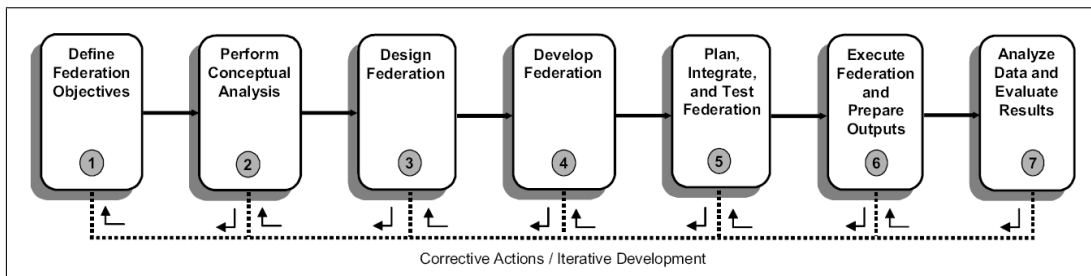 Define
Federation
Objectives
1
Perform
Conceptual
Analysis
2
Design
Federation
3
Develop
Federation
4
Plan,
Integrate,
and Test
Federation
5
Execute
Federation
and
Prepare
Outputs
6
Analyze
Data and
Evaluate
Results
7
Corrective Actions / Iterative Development